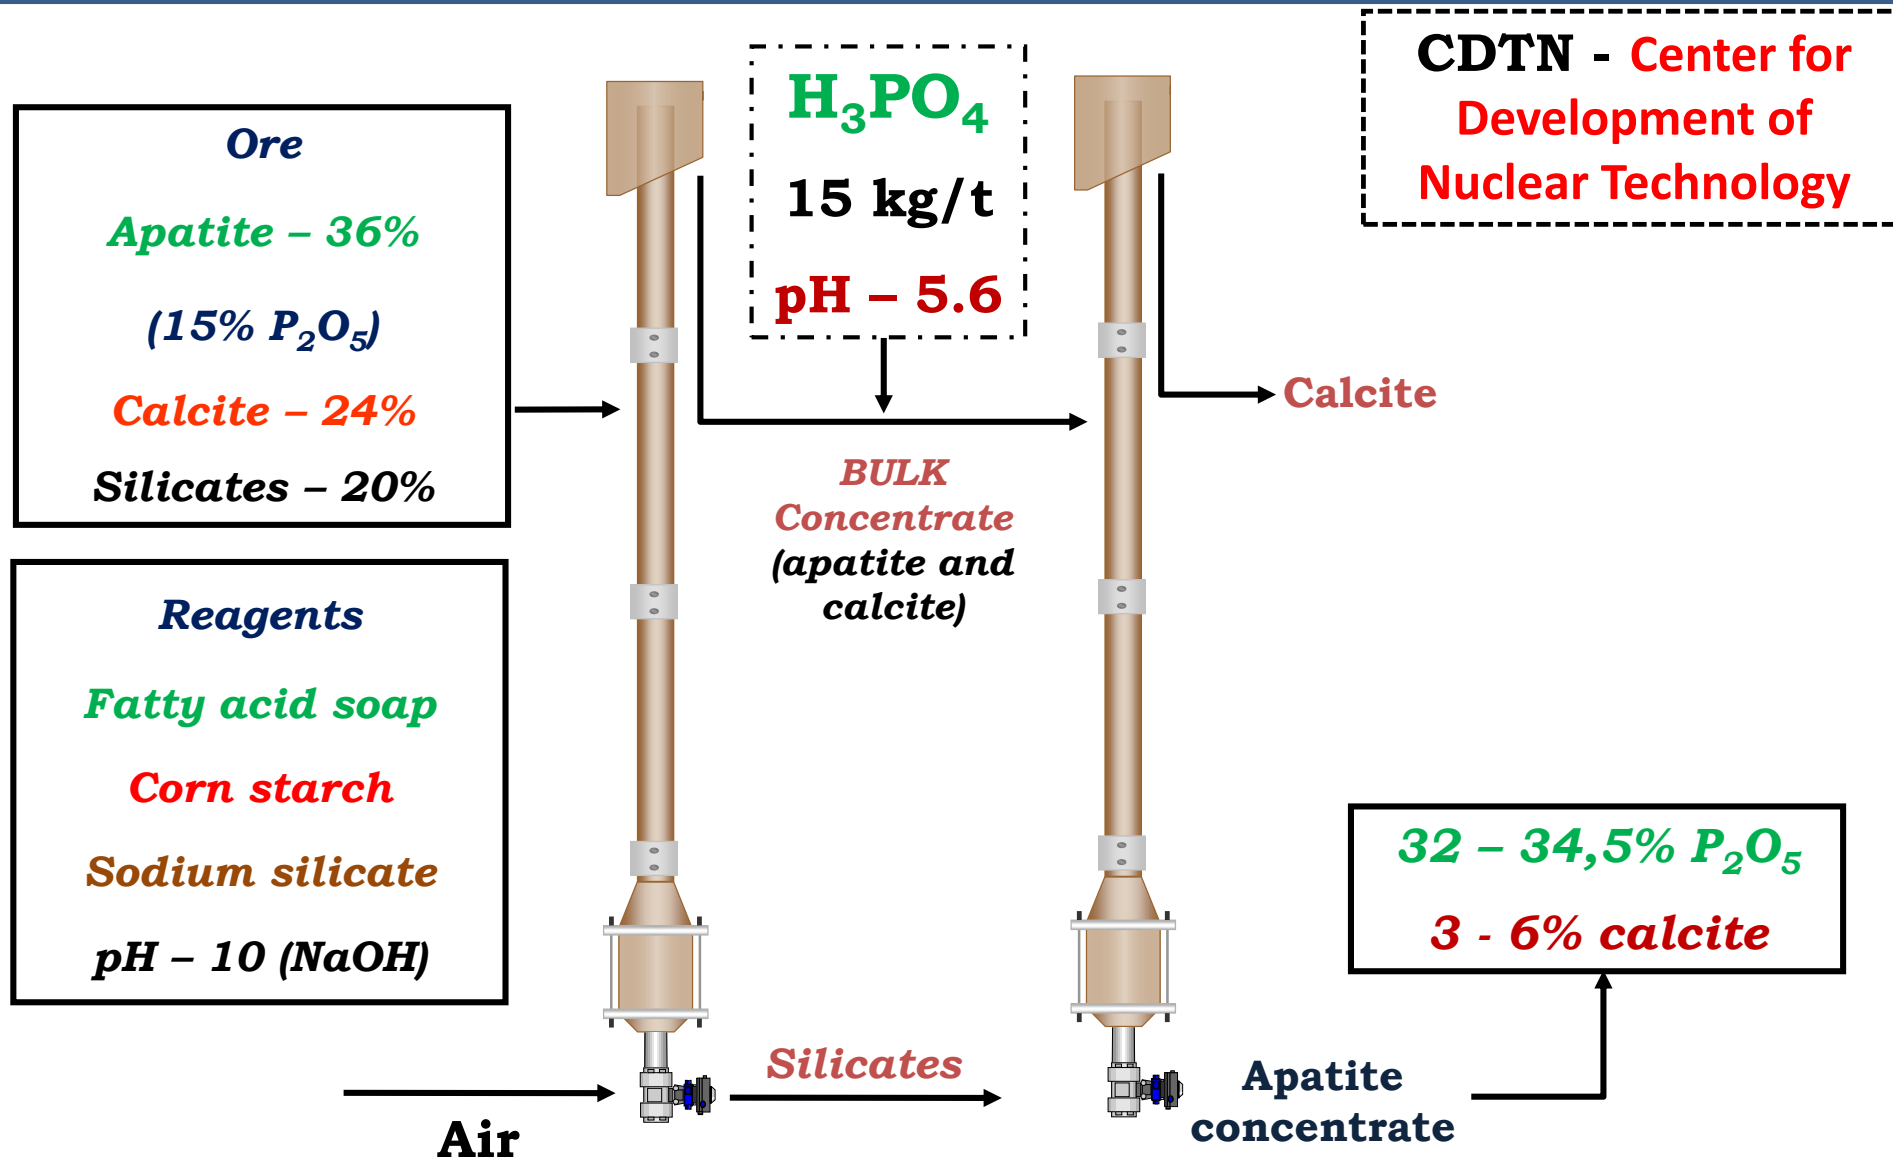 CDTN - Center for
Development of
Nuclear Technology
Ore
Apatite – 36%
(15% P₂O₅)
Calcite – 24%
Silicates – 20%
Reagents
Fatty acid soap
Corn starch
Sodium silicate
pH – 10 (NaOH)
Air
H₃PO₄
15 kg/t
pH – 5.6
BULK
Concentrate
(apatite and
calcite)
Silicates
Calcite
Apatite
concentrate
32 – 34,5% P₂O₅
3 - 6% calcite